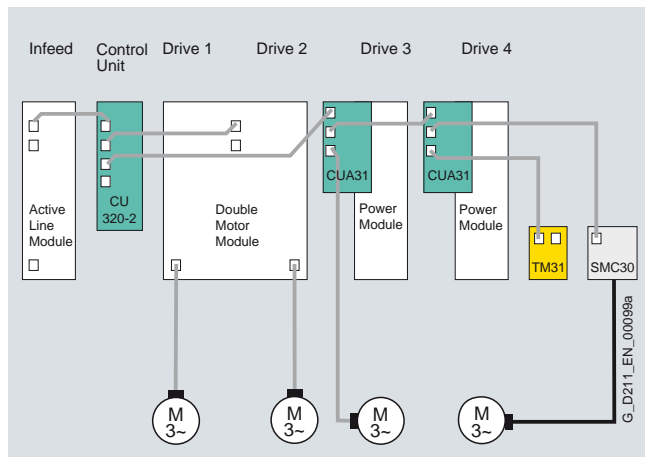 Infeed
Control
Unit
Drive 1
Drive 2
Drive 3
Drive 4
CU
320-2
CUA31
CUA31
Active
Line
Module
Double
Motor
Module
Power
Module
Power
Module
TM31
SMC30
G_D211_EN_00099a
M
3~
M
3~
M
3~
M
3~